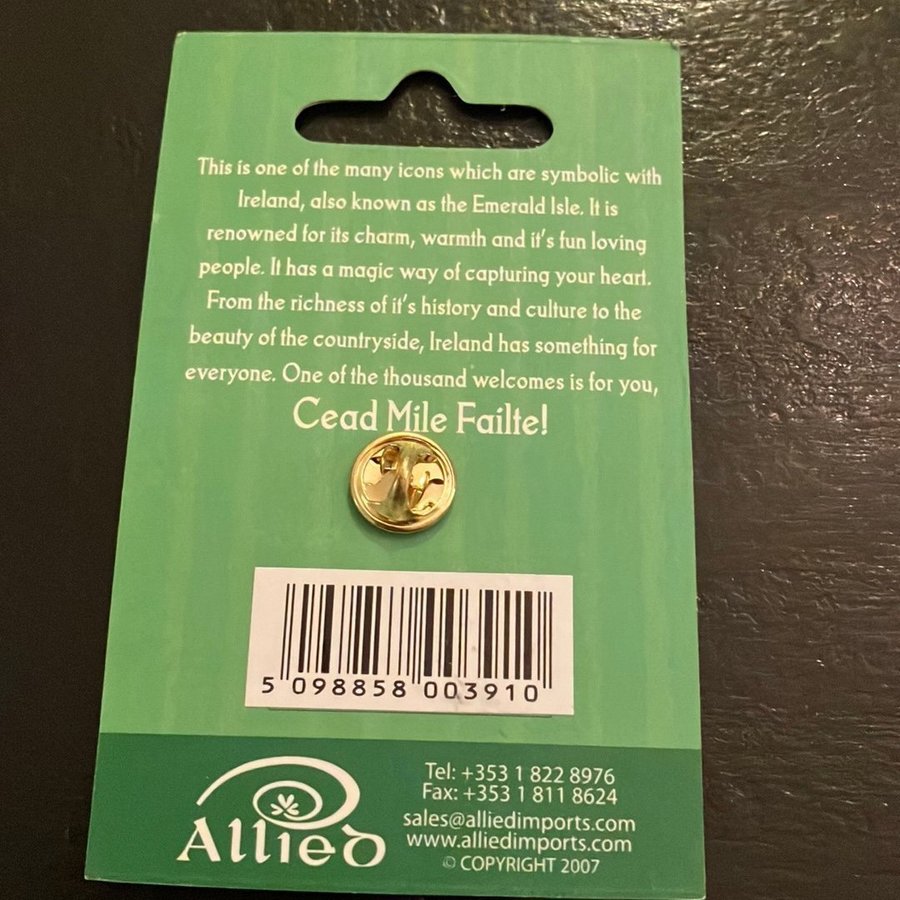 This is one of the many icons which are symbolic with
Ireland, also known as the Emerald Isle. It is
renowned for its charm, warmth and it's fun loving
people. It has a magic way of capturing your heart.
From the richness of it's history and culture to the
beauty of the countryside, Ireland has something for
everyone. One of the thousand welcomes is for you,
Cead Mile Failte!
5 098858 003910
Allied
Tel: +353 1 822 8976
Fax: +353 1 811 8624
sales@alliedimports.com
www.alliedimports.com
© COPYRIGHT 2007